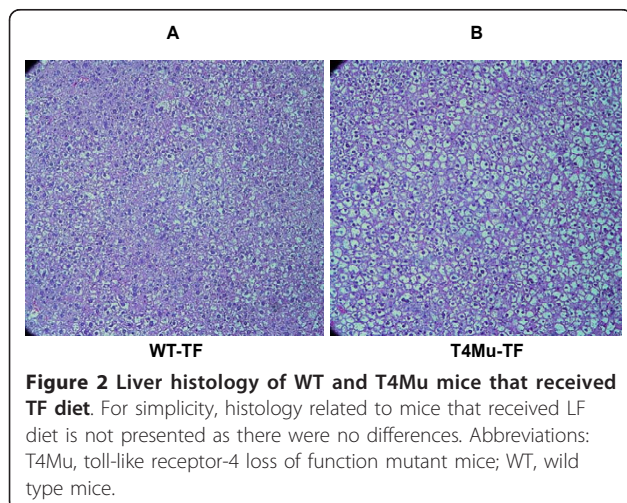 A B
WT-TF T4Mu-TF
Figure 2 Liver histology of WT and T4Mu mice that received
TF diet. For simplicity, histology related to mice that received LF
diet is not presented as there were no differences. Abbreviations:
T4Mu, toll-like receptor-4 loss of function mutant mice; WT, wild
type mice.